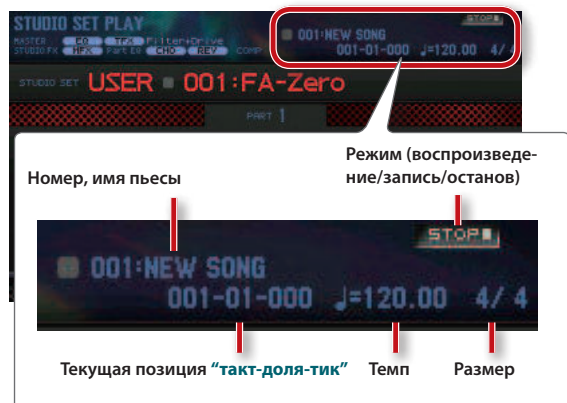 STUDIO SET PLAY
STOP
MASTER EQ TFX Filter+Drive
STUDIO FX MFX Part EQ CHO REV COMP
001:NEW SONG
001-01-000 ♩=120.00 4/ 4
STUDIO SET USER 001:FA-Zero
PART 1
Режим (воспроизведе-
ние/запись/останов)
Номер, имя пьесы
STOP
001:NEW SONG
001-01-000 ♩=120.00 4/ 4
Текущая позиция “такт-доля-тик” Темп Размер